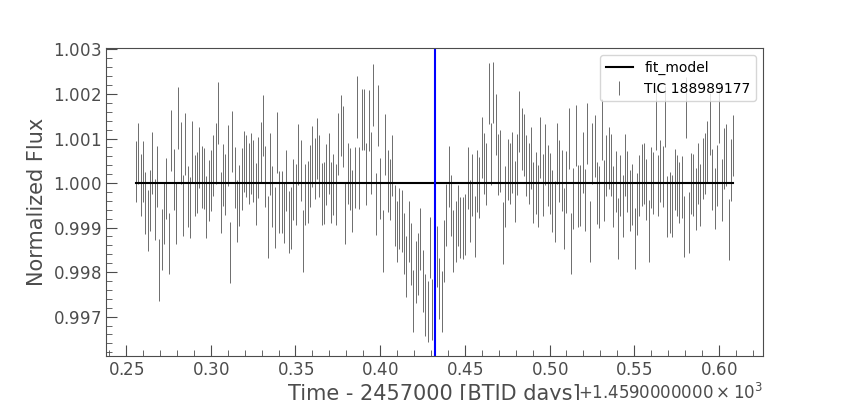 1.003
1.002
1.001
1.000
0.999
0.998
0.997
Normalized Flux
fit_model
TIC 188989177
0.25 0.30 0.35 0.40 0.45 0.50 0.55 0.60
Time - 2457000 [BTJD days]
+1.4590000000 × 10³